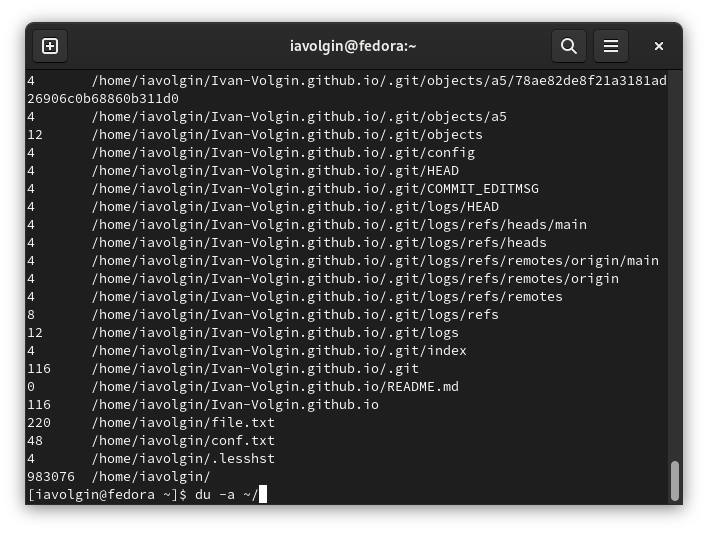 iavolgin@fedora:~
4 /home/iavolgin/Ivan-Volgin.github.io/.git/objects/a5/78ae82de8f21a3181ad
26906c0b68860b311d0
4 /home/iavolgin/Ivan-Volgin.github.io/.git/objects/a5
12 /home/iavolgin/Ivan-Volgin.github.io/.git/objects
4 /home/iavolgin/Ivan-Volgin.github.io/.git/config
4 /home/iavolgin/Ivan-Volgin.github.io/.git/HEAD
4 /home/iavolgin/Ivan-Volgin.github.io/.git/COMMIT_EDITMSG
4 /home/iavolgin/Ivan-Volgin.github.io/.git/logs/HEAD
4 /home/iavolgin/Ivan-Volgin.github.io/.git/logs/refs/heads/main
4 /home/iavolgin/Ivan-Volgin.github.io/.git/logs/refs/heads
4 /home/iavolgin/Ivan-Volgin.github.io/.git/logs/refs/remotes/origin/main
4 /home/iavolgin/Ivan-Volgin.github.io/.git/logs/refs/remotes/origin
4 /home/iavolgin/Ivan-Volgin.github.io/.git/logs/refs/remotes
8 /home/iavolgin/Ivan-Volgin.github.io/.git/logs/refs
12 /home/iavolgin/Ivan-Volgin.github.io/.git/logs
4 /home/iavolgin/Ivan-Volgin.github.io/.git/index
116 /home/iavolgin/Ivan-Volgin.github.io/.git
0 /home/iavolgin/Ivan-Volgin.github.io/README.md
116 /home/iavolgin/Ivan-Volgin.github.io
220 /home/iavolgin/file.txt
48 /home/iavolgin/conf.txt
4 /home/iavolgin/.lesshst
983076 /home/iavolgin/
[iavolgin@fedora ~]$ du -a ~/